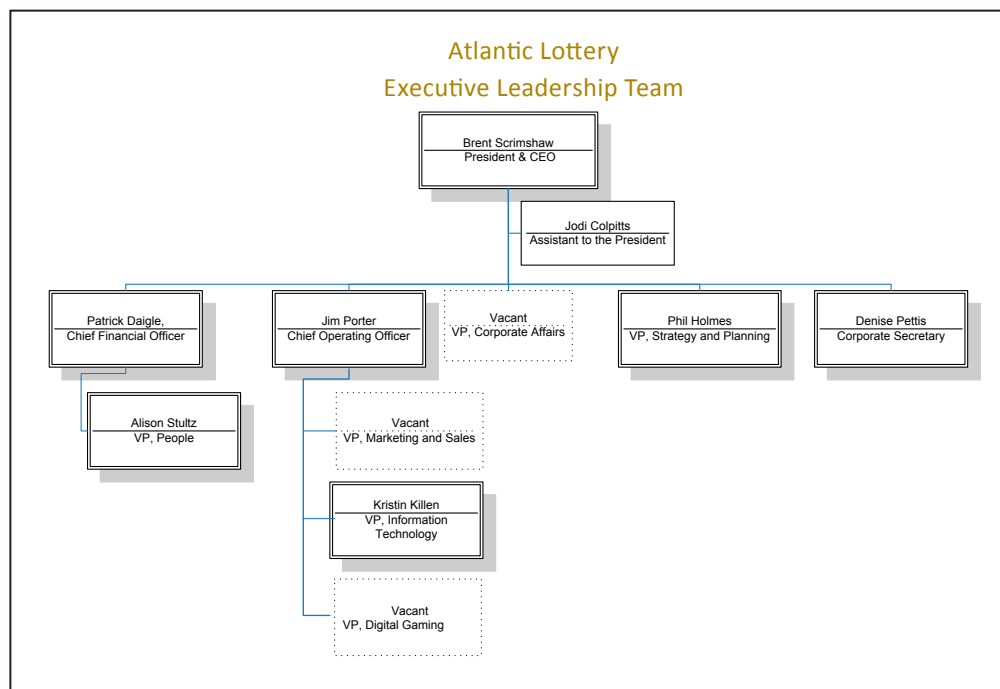 Atlantic Lottery
Executive Leadership Team
Brent Scrimshaw
President & CEO
Jodi Colpitts
Assistant to the President
Patrick Daigle,
Chief Financial Officer
Jim Porter
Chief Operating Officer
Vacant
VP, Corporate Affairs
Phil Holmes
VP, Strategy and Planning
Denise Pettis
Corporate Secretary
Alison Stultz
VP, People
Vacant
VP, Marketing and Sales
Kristin Killen
VP, Information
Technology
Vacant
VP, Digital Gaming